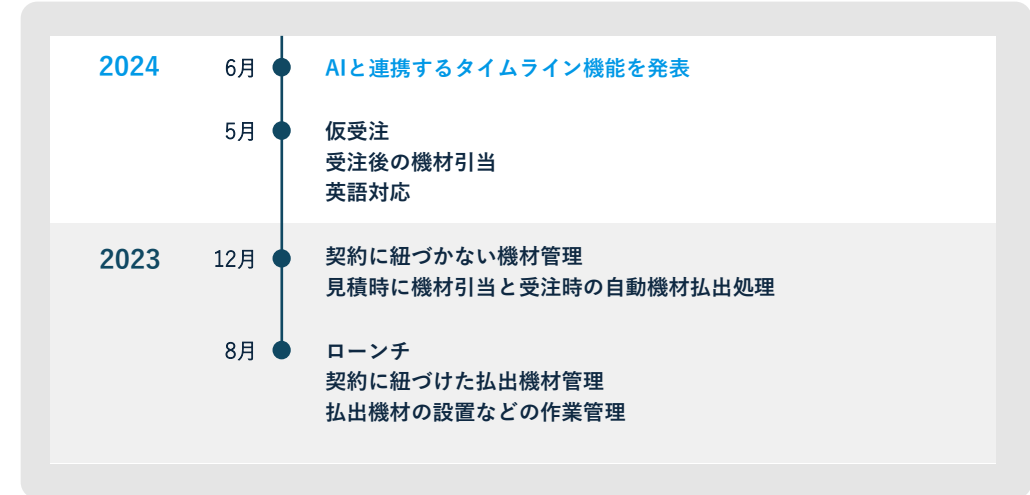 2024 6月 AIと連携するタイムライン機能を発表
5月 仮受注
受注後の機材引当
英語対応
2023 12月 契約に紐づかない機材管理
見積時に機材引当と受注時の自動機材払出処理
8月 ローンチ
契約に紐づけた払出機材管理
払出機材の設置などの作業管理